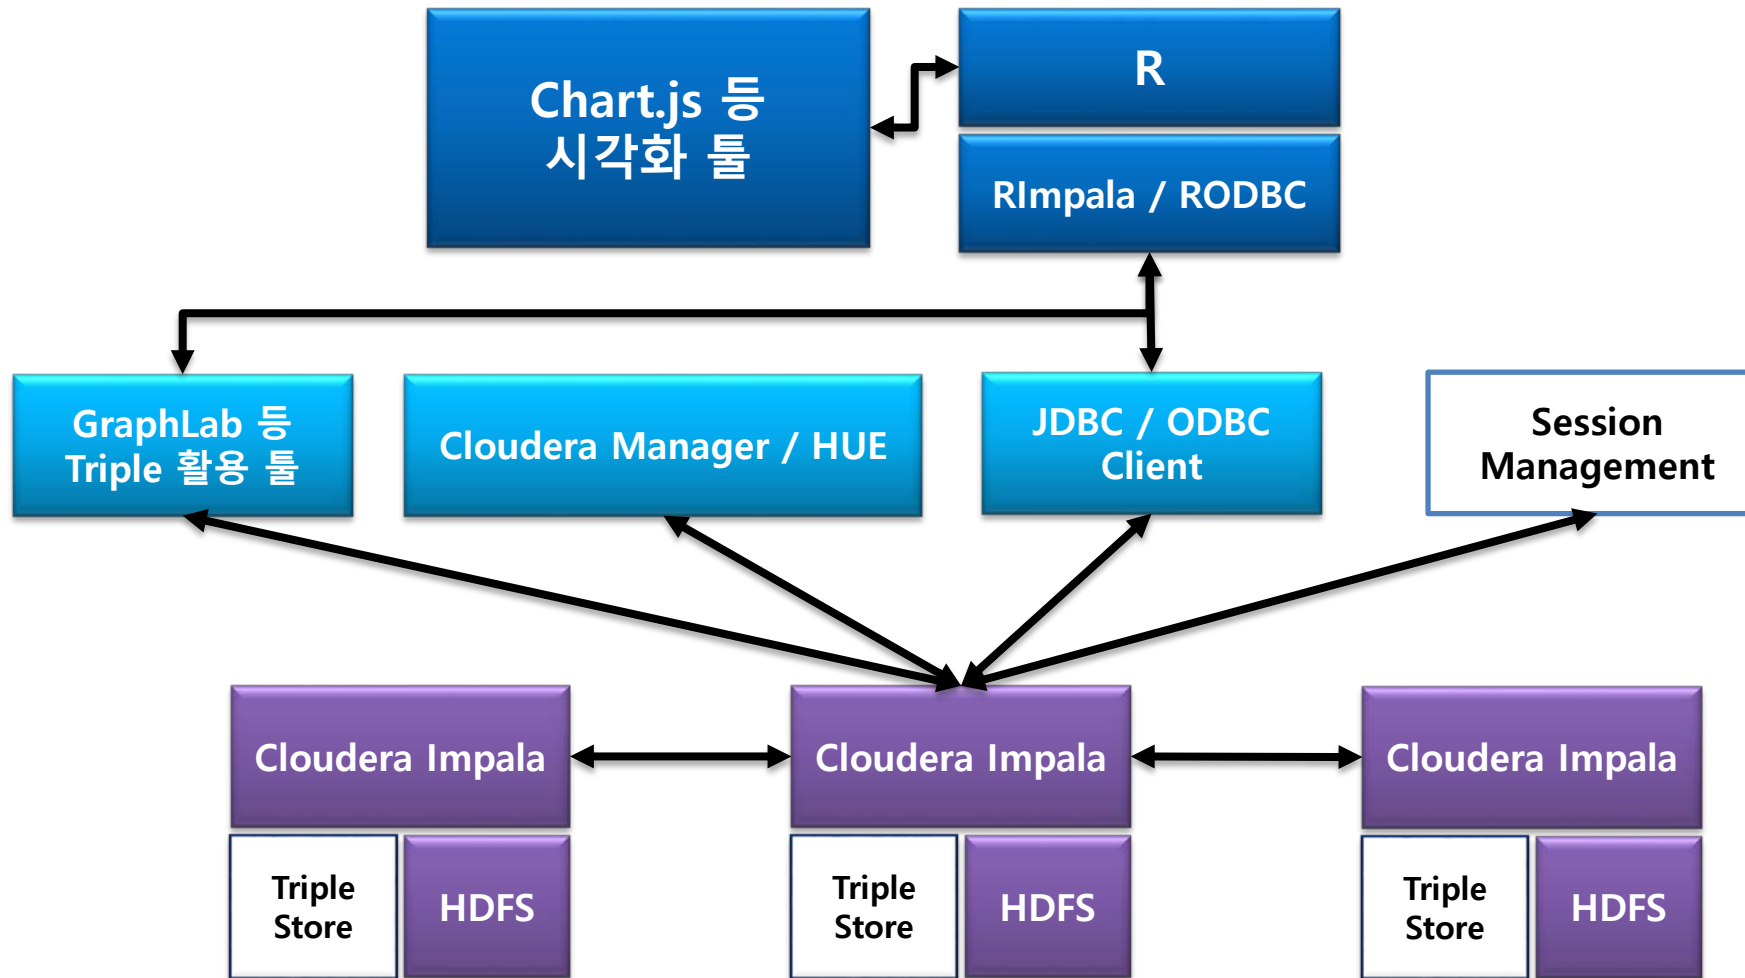 Chart.js 등
시각화 툴
R
RImpala / RODBC
GraphLab 등
Triple 활용 툴
Cloudera Manager / HUE
JDBC / ODBC
Client
Session
Management
Cloudera Impala
Cloudera Impala
Cloudera Impala
Triple
Store
HDFS
Triple
Store
HDFS
Triple
Store
HDFS